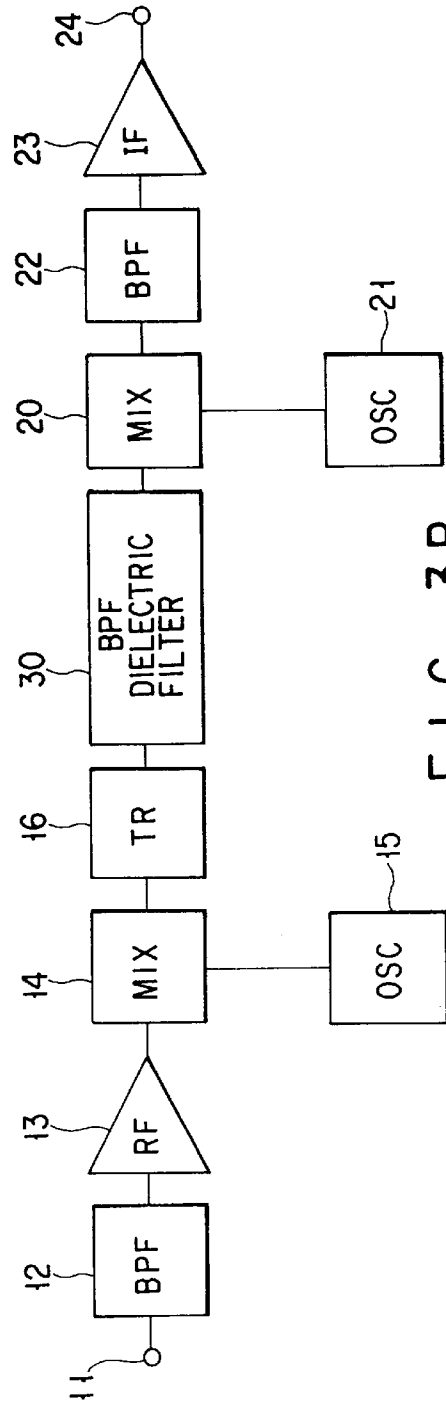 11
12
BPF
13
RF
14
MIX
15
OSC
16
TR
30
BPF
DIELECTRIC
FILTER
20
MIX
21
OSC
22
BPF
23
IF
24